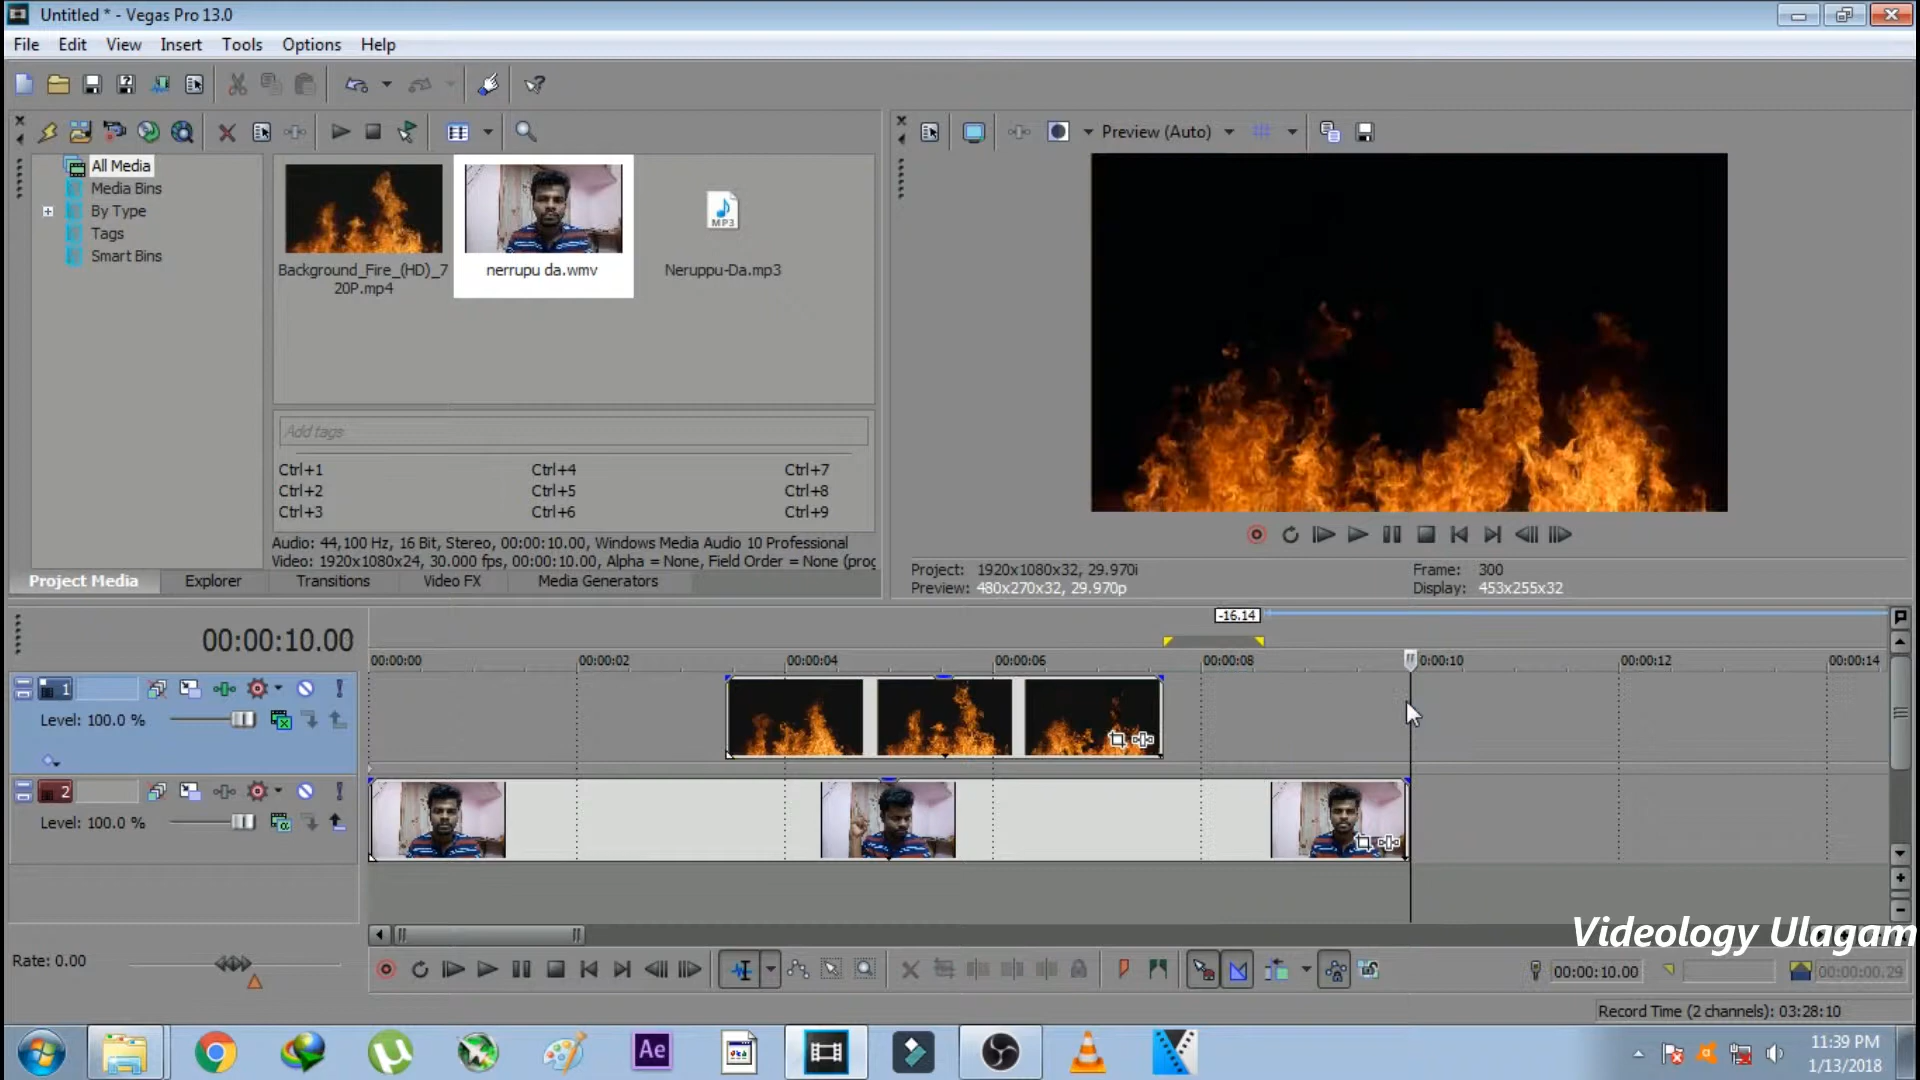 Untitled * - Vegas Pro 13.0
File Edit View Insert Tools Options Help
Preview (Auto)
All Media
Media Bins
By Type
Tags
Smart Bins
MP3
Background_Fire_(HD)_7
20P.mp4
nerrupu da.wmv
Neruppu-Da.mp3
Add tags
Ctrl+1 Ctrl+4 Ctrl+7
Ctrl+2 Ctrl+5 Ctrl+8
Ctrl+3 Ctrl+6 Ctrl+9
Audio: 44,100 Hz, 16 Bit, Stereo, 00:00:10.00, Windows Media Audio 10 Professional
Video: 1920x1080x24, 30.000 fps, 00:00:10.00, Alpha = None, Field Order = None (prog
Project Media Explorer Transitions Video FX Media Generators
Project: 1920x1080x32, 29.970i Frame: 300
Preview: 480x270x32, 29.970p Display: 453x255x32
-16.14
00:00:10.00
00:00:00 00:00:02 00:00:04 00:00:06 00:00:08 0:00:10 00:00:12 00:00:14
1
Level: 100.0 %
2
Level: 100.0 %
Videology Ulagam
Rate: 0.00
00:00:10.00 00:00:00.29
Record Time (2 channels): 03:28:10
Ae
11:39 PM
1/13/2018